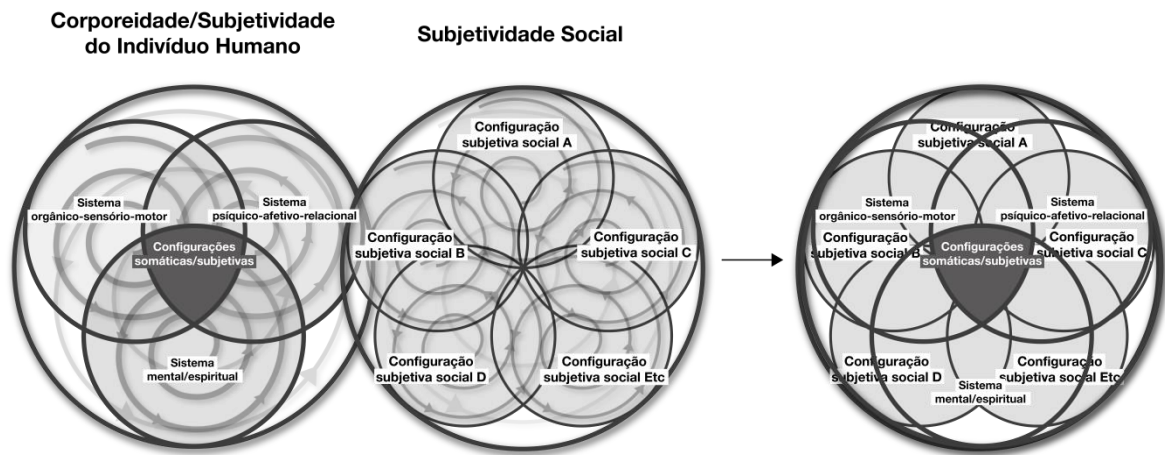 Corporeidade/Subjetividade
do Indivíduo Humano
Sistema
orgânico-sensório-motor
Sistema
psíquico-afetivo-relacional
Configurações
somáticas/subjetivas
Sistema
mental/espiritual
Subjetividade Social
Configuração
subjetiva social A
Configuração
subjetiva social B
Configuração
subjetiva social C
Configuração
subjetiva social D
Configuração
subjetiva social Etc
Configuração
subjetiva social A
Sistema
orgânico-sensório-motor
Sistema
psíquico-afetivo-relacional
Configuração
subjetiva social B
Configurações
somáticas/subjetivas
Configuração
subjetiva social C
Configuração
subjetiva social D
Configuração
subjetiva social Etc
Sistema
mental/espiritual